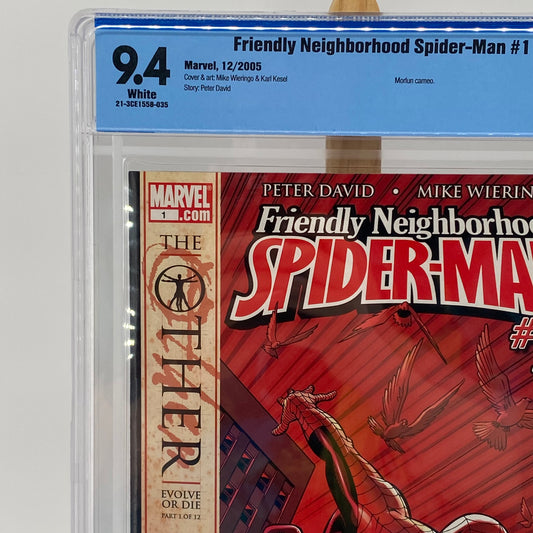 9.4
White
21-3CE1558-035
Friendly Neighborhood Spider-Man #1
Marvel, 12/2005
Cover & art: Mike Wieringo & Karl Kesel
Story: Peter David
Morlun cameo.
MARVEL
1 .com
PETER DAVID • MIKE WIERIN
Friendly Neighborhoo
SPIDER-MA
#
THE
OTHER
EVOLVE
OR DIE
PART 1 OF 12